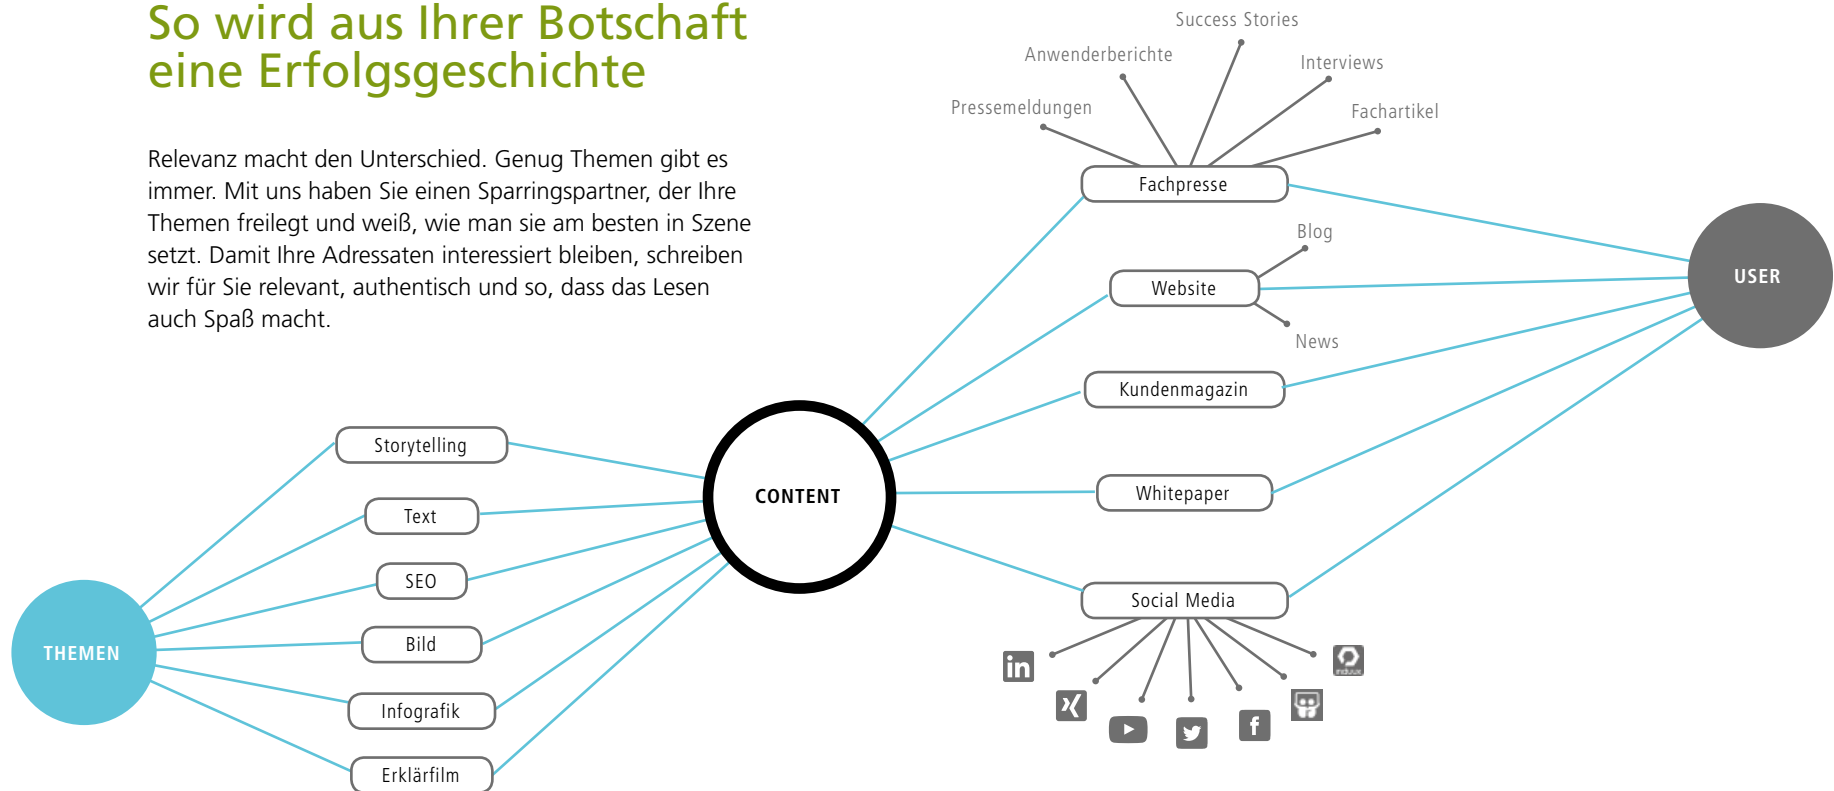 So wird aus Ihrer Botschaft
eine Erfolgsgeschichte
Relevanz macht den Unterschied. Genug Themen gibt es
immer. Mit uns haben Sie einen Sparringspartner, der Ihre
Themen freilegt und weiß, wie man sie am besten in Szene
setzt. Damit Ihre Adressaten interessiert bleiben, schreiben
wir für Sie relevant, authentisch und so, dass das Lesen
auch Spaß macht.
THEMEN
Storytelling
Text
SEO
Bild
Infografik
Erklärfilm
CONTENT
Success Stories
Anwenderberichte
Interviews
Pressemeldungen
Fachartikel
Fachpresse
Blog
Website
News
Kundenmagazin
Whitepaper
Social Media
in
f
USER